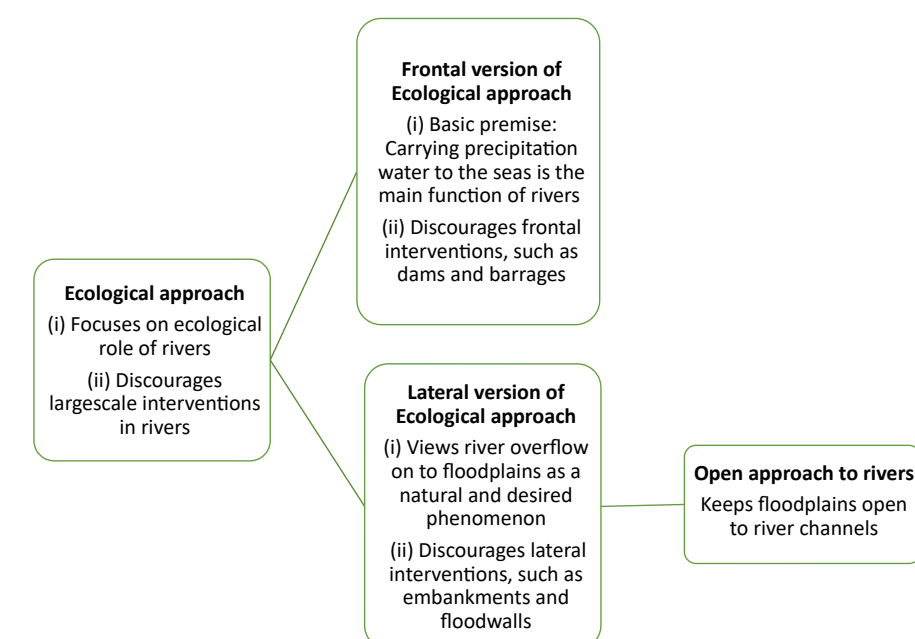 Frontal version of
Ecological approach
(i) Basic premise:
Carrying precipitation
water to the seas is the
main function of rivers
(ii) Discourages frontal
interventions, such as
dams and barrages
Ecological approach
(i) Focuses on ecological
role of rivers
(ii) Discourages
largescale interventions
in rivers
Lateral version of
Ecological approach
(i) Views river overflow
on to floodplains as a
natural and desired
phenomenon
(ii) Discourages lateral
interventions, such as
embankments and
floodwalls
Open approach to rivers
Keeps floodplains open
to river channels